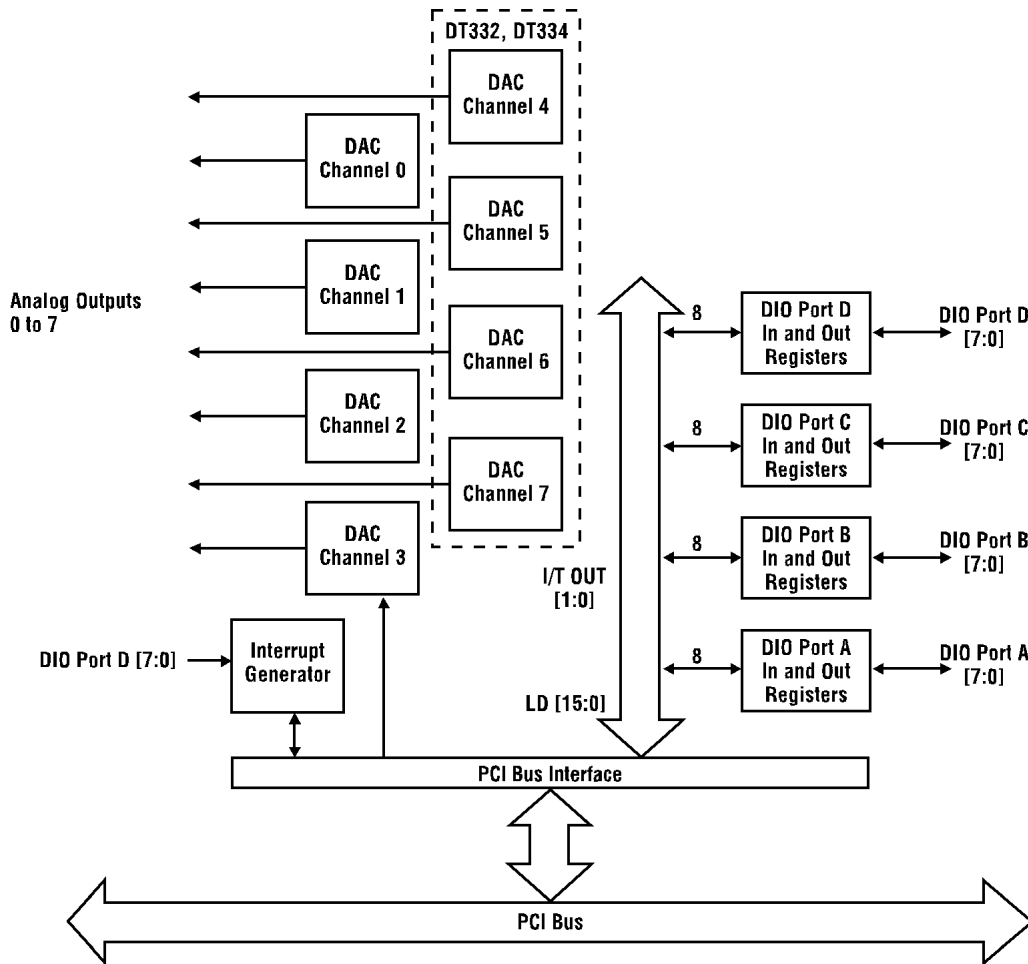 DT332, DT334
DAC
Channel 4
DAC
Channel 0
DAC
Channel 5
DAC
Channel 1
Analog Outputs
0 to 7
DAC
Channel 6
DAC
Channel 2
DAC
Channel 7
DAC
Channel 3
8
DIO Port D
In and Out
Registers
DIO Port D
[7:0]
8
DIO Port C
In and Out
Registers
DIO Port C
[7:0]
8
DIO Port B
In and Out
Registers
DIO Port B
[7:0]
I/T OUT
[1:0]
8
DIO Port A
In and Out
Registers
DIO Port A
[7:0]
DIO Port D [7:0]
Interrupt
Generator
LD [15:0]
PCI Bus Interface
PCI Bus